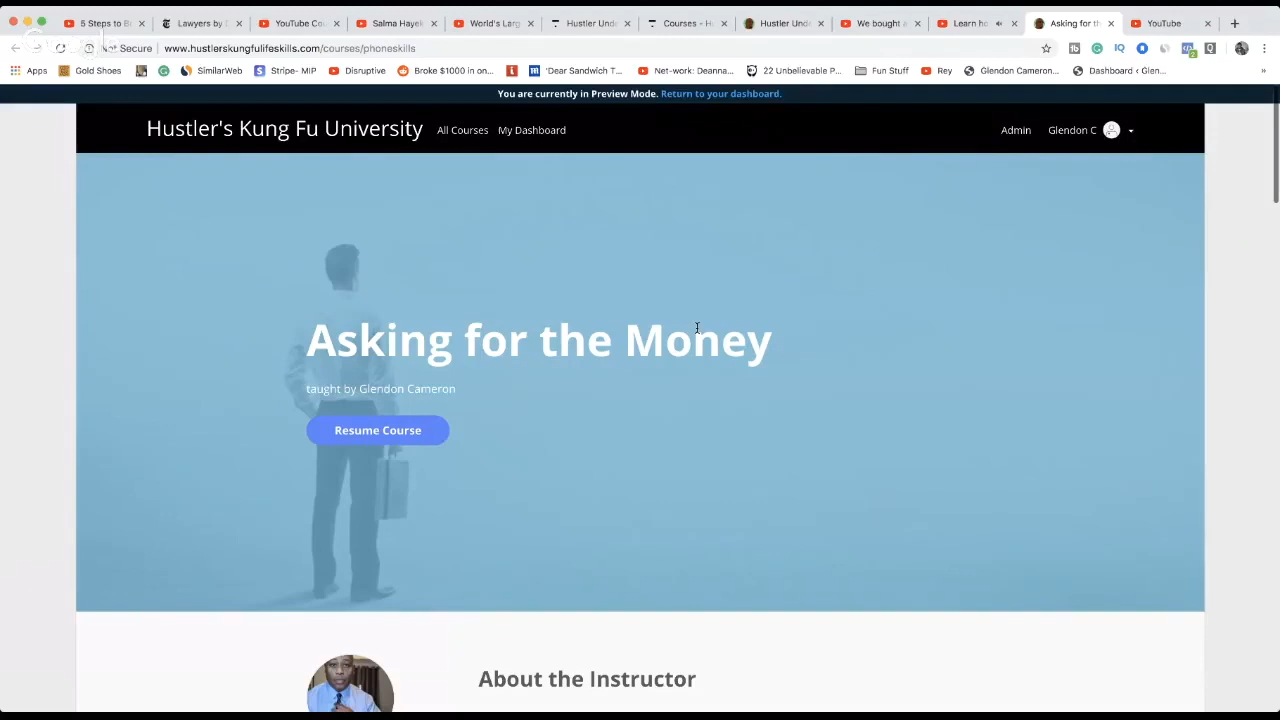 5 Steps to B
Lawyers by D
YouTube Cou
Salma Hayek
World's Larg
Hustler Unde
Courses - H
Hustler Unde
We bought a
Learn ho
Asking for th
YouTube
Not Secure
www.hustlerskungfulifeskills.com/courses/phoneskills
Apps
Gold Shoes
SimilarWeb
Stripe- MIP
Disruptive
Broke $1000 in on...
'Dear Sandwich T...
Net-work: Deanna...
22 Unbelievable P...
Fun Stuff
Rey
Glendon Cameron...
Dashboard ‹ Glen...
»
You are currently in Preview Mode. Return to your dashboard.
Hustler's Kung Fu University
All Courses
My Dashboard
Admin
Glendon C
Asking for the Money
taught by Glendon Cameron
Resume Course
About the Instructor